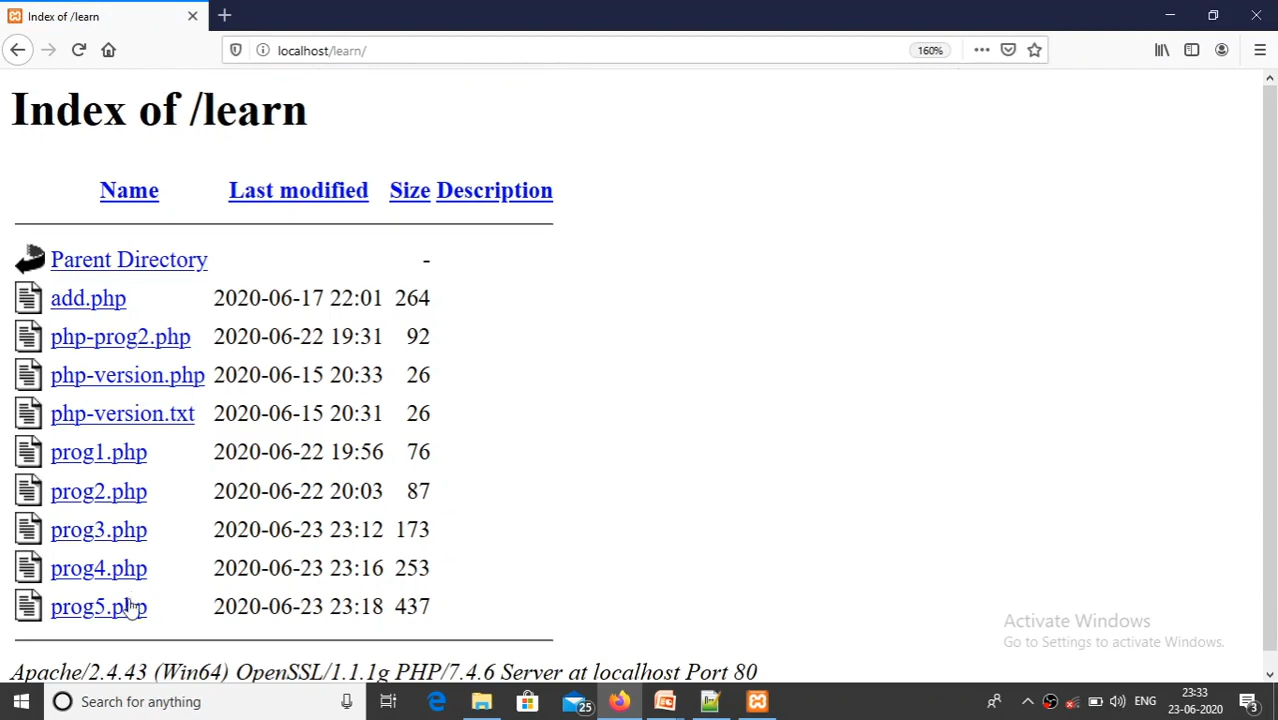 Index of /learn
localhost/learn/
160%
Index of /learn
Name Last modified Size Description
Parent Directory -
add.php 2020-06-17 22:01 264
php-prog2.php 2020-06-22 19:31 92
php-version.php 2020-06-15 20:33 26
php-version.txt 2020-06-15 20:31 26
prog1.php 2020-06-22 19:56 76
prog2.php 2020-06-22 20:03 87
prog3.php 2020-06-23 23:12 173
prog4.php 2020-06-23 23:16 253
prog5.php 2020-06-23 23:18 437
Activate Windows
Go to Settings to activate Windows.
Apache/2.4.43 (Win64) OpenSSL/1.1.1g PHP/7.4.6 Server at localhost Port 80
Search for anything
25
ENG
23:33
23-06-2020
3